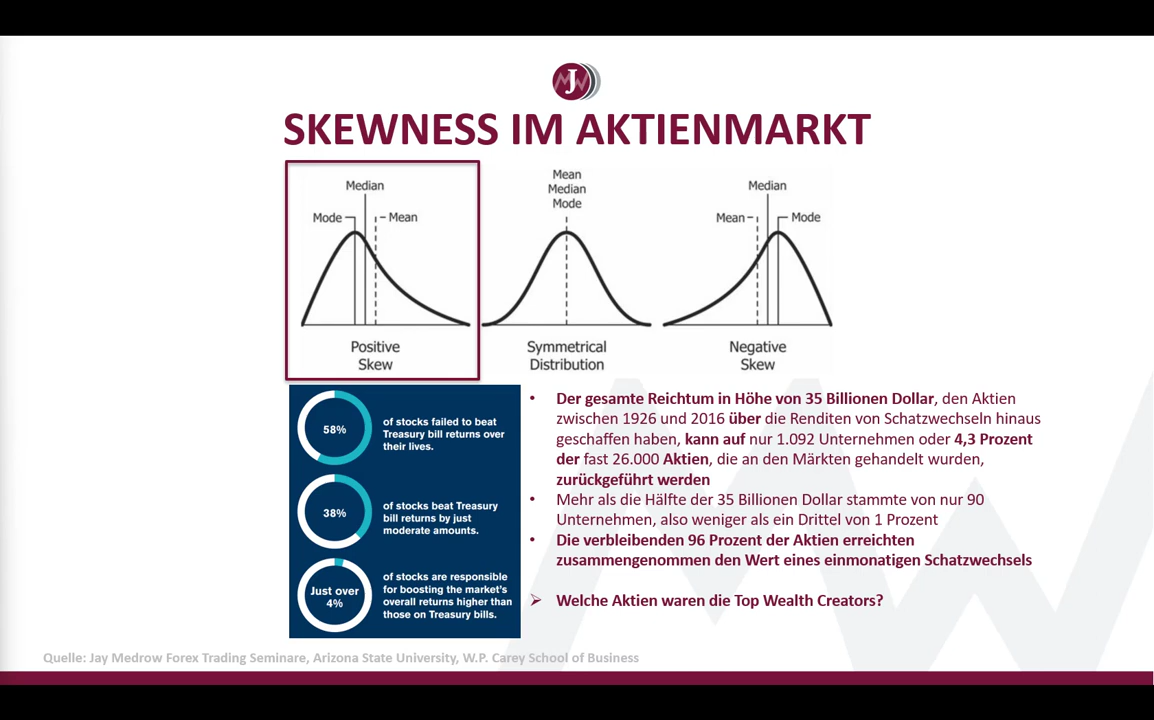 J
SKEWNESS IM AKTIENMARKT
Median
Mode
Mean
Positive
Skew
Mean
Median
Mode
Symmetrical
Distribution
Median
Mean
Mode
Negative
Skew
58%
of stocks failed to beat
Treasury bill returns over
their lives.
38%
of stocks beat Treasury
bill returns by just
moderate amounts.
Just over
4%
of stocks are responsible
for boosting the market's
overall returns higher than
those on Treasury bills.
• Der gesamte Reichtum in Höhe von 35 Billionen Dollar, den Aktien
zwischen 1926 und 2016 über die Renditen von Schatzwechseln hinaus
geschaffen haben, kann auf nur 1.092 Unternehmen oder 4,3 Prozent
der fast 26.000 Aktien, die an den Märkten gehandelt wurden,
zurückgeführt werden
• Mehr als die Hälfte der 35 Billionen Dollar stammte von nur 90
Unternehmen, also weniger als ein Drittel von 1 Prozent
• Die verbleibenden 96 Prozent der Aktien erreichten
zusammengenommen den Wert eines einmonatigen Schatzwechsels
➢ Welche Aktien waren die Top Wealth Creators?
Quelle: Jay Medrow Forex Trading Seminare, Arizona State University, W.P. Carey School of Business